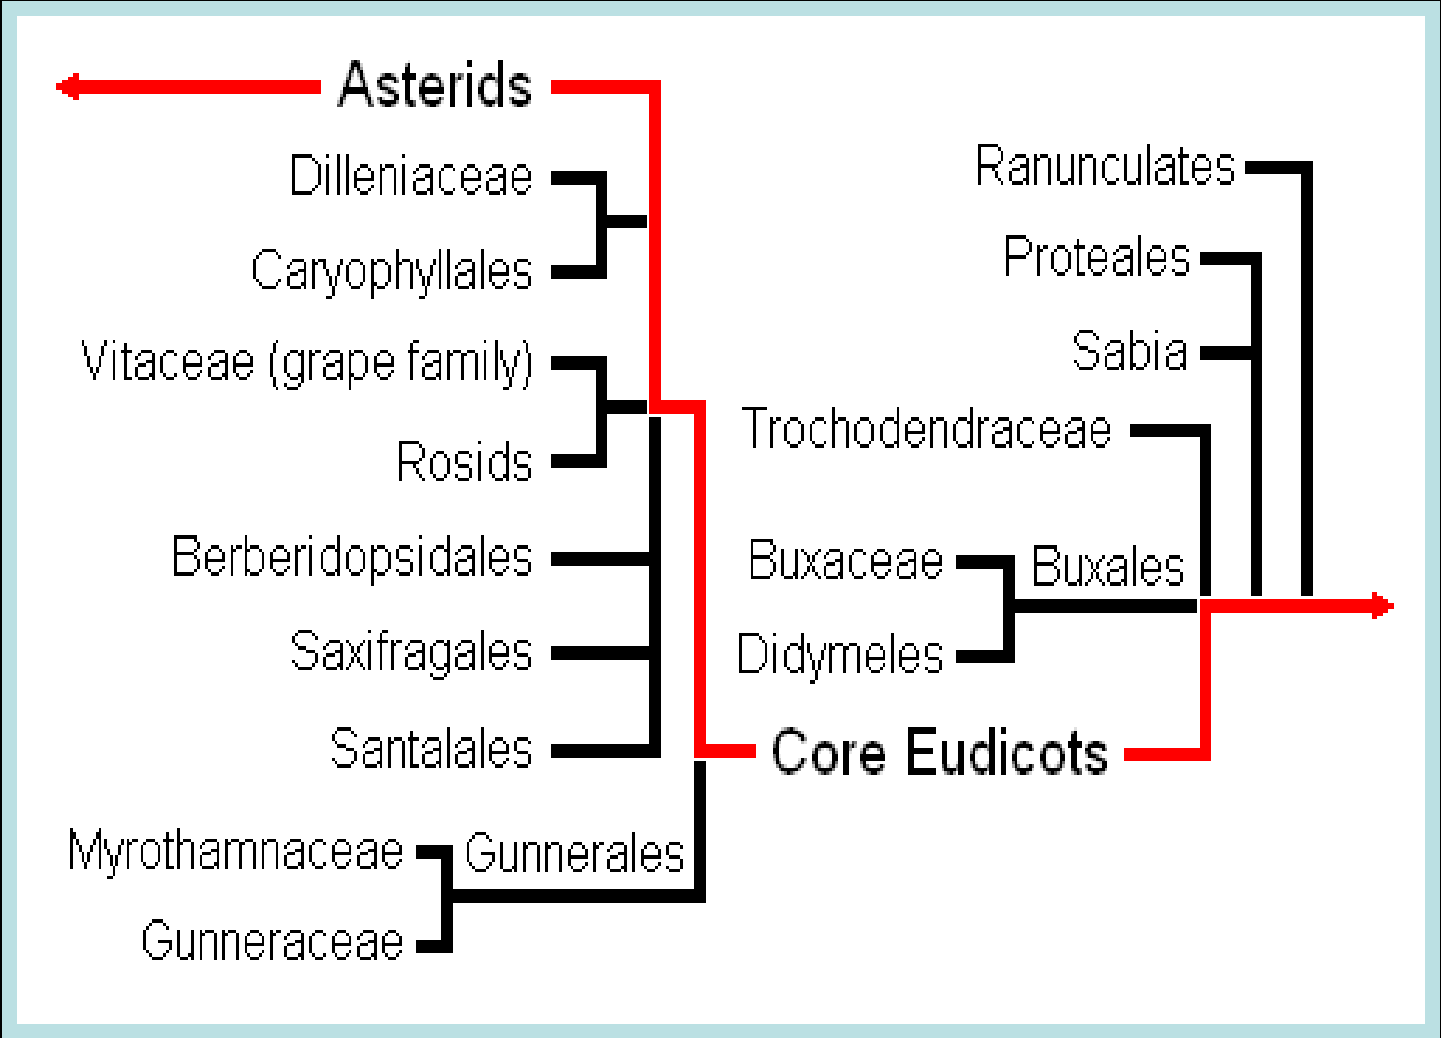 Asterids
Dilleniaceae
Caryophyllales
Vitaceae (grape family)
Rosids
Berberidopsidales
Saxifragales
Santalales
Myrothamnaceae
Gunnerales
Gunneraceae
Ranunculates
Proteales
Sabia
Trochodendraceae
Buxaceae
Buxales
Didymeles
Core Eudicots